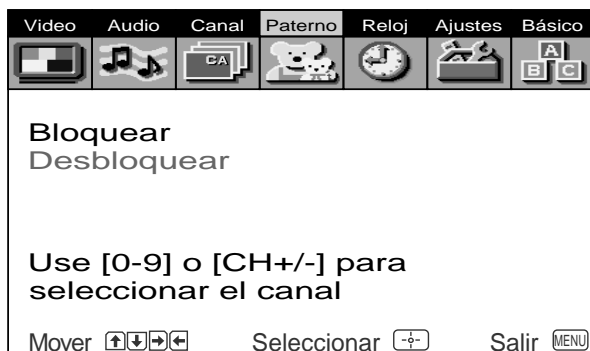 Video Audio Canal Paterno Reloj Ajustes Básico
CA A B C
Bloquear
Desbloquear
Use [0-9] o [CH+/-] para
seleccionar el canal
Mover Seleccionar Salir MENU